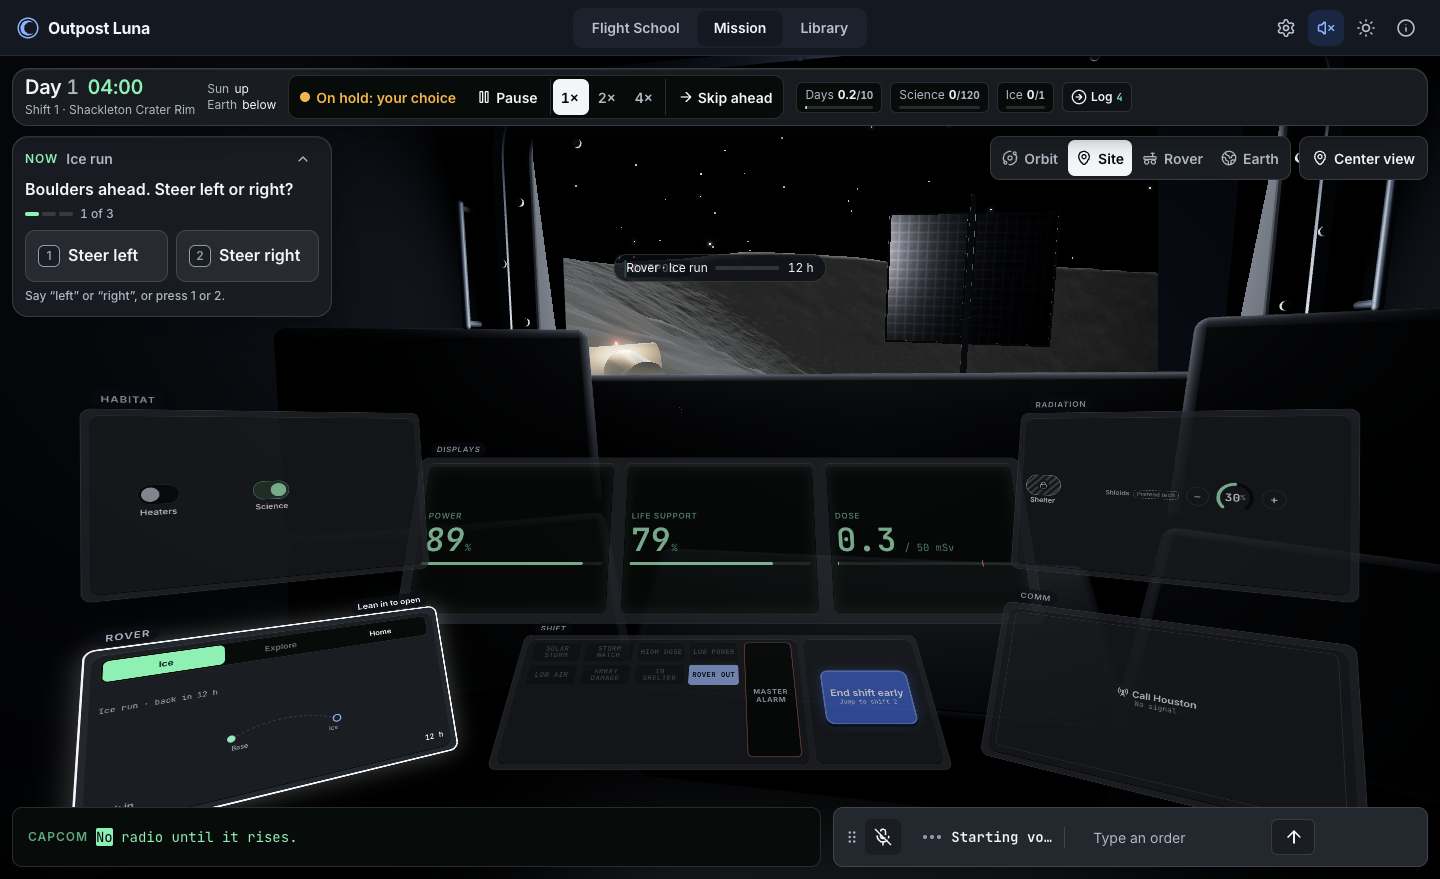 Outpost Luna
Flight School
Mission
Library
Day 1 04:00
Shift 1 · Shackleton Crater Rim
Sun up
Earth below
On hold: your choice
Pause
1×
2×
4×
Skip ahead
Days 0.2/10
Science 0/120
Ice 0/1
Log 4
NOW Ice run
Boulders ahead. Steer left or right?
1 of 3
1 Steer left
2 Steer right
Say “left” or “right”, or press 1 or 2.
Orbit
Site
Rover
Earth
Center view
Rover · Ice run 12 h
HABITAT
Heaters
Science
DISPLAYS
POWER
89%
LIFE SUPPORT
79%
DOSE
0.3 / 50 mSv
RADIATION
Shelter
Shields
30%
−
+
Lean in to open
ROVER
Ice
Explore
Home
Ice run · back in 12 h
Base
Ice
12 h
SHIFT
SOLAR STORM
STORM WATCH
HIGH DOSE
LOW POWER
LOW AIR
ARRAY DAMAGE
IN SHELTER
ROVER OUT
MASTER ALARM
End shift early
Jump to shift 2
COMM
Call Houston
No signal
CAPCOM No radio until it rises.
Starting vo…
Type an order